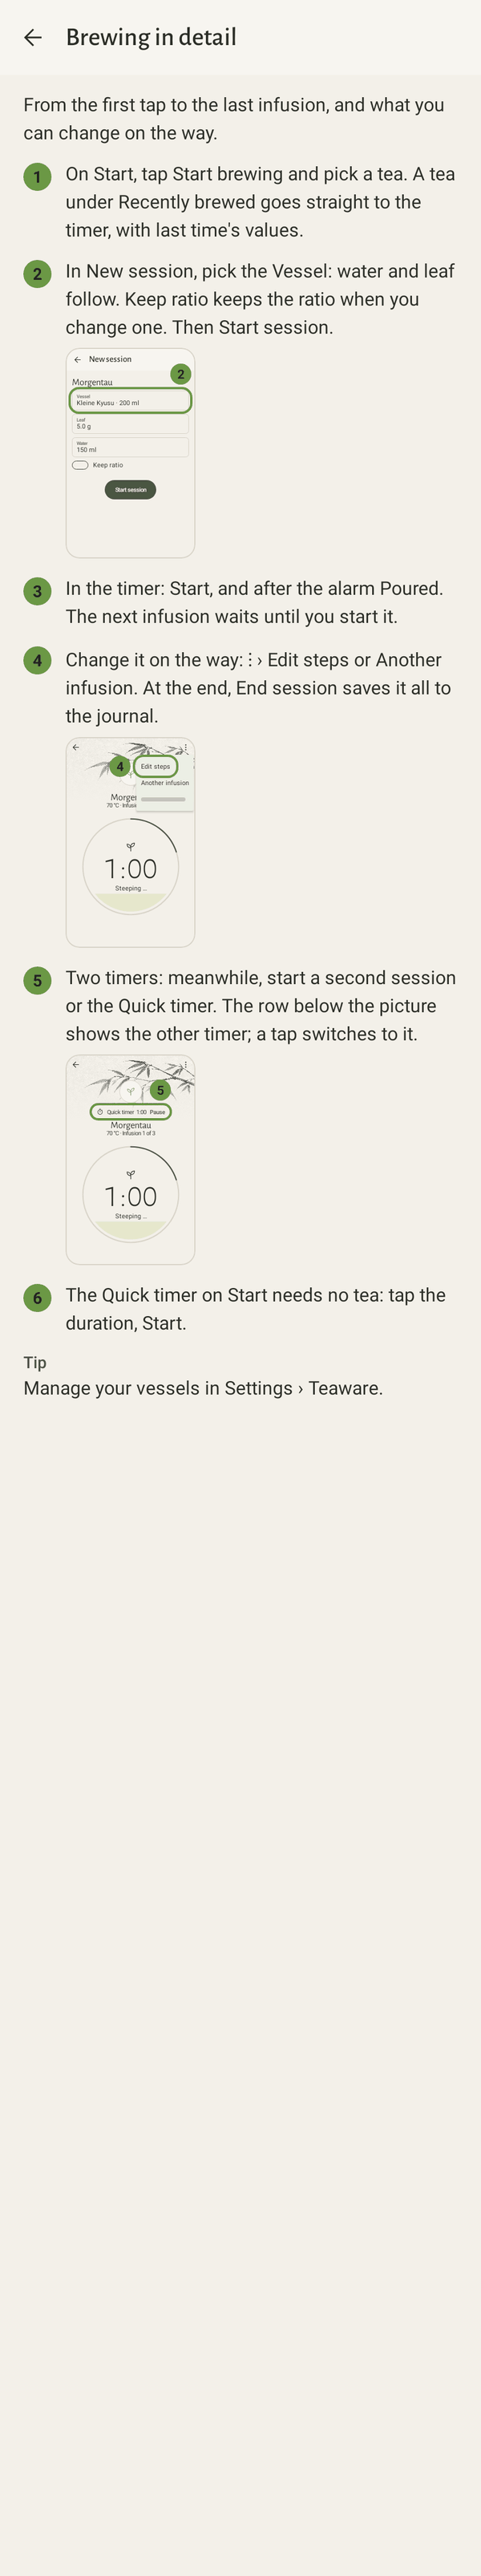 Brewing in detail
From the first tap to the last infusion, and what you
can change on the way.
1 On Start, tap Start brewing and pick a tea. A tea
under Recently brewed goes straight to the
timer, with last time's values.
2 In New session, pick the Vessel: water and leaf
follow. Keep ratio keeps the ratio when you
change one. Then Start session.
New session
2
Morgentau
Vessel
Kleine Kyusu · 200 ml
Leaf
5.0 g
Water
150 ml
Keep ratio
Start session
3 In the timer: Start, and after the alarm Poured.
The next infusion waits until you start it.
4 Change it on the way: ⋮ › Edit steps or Another
infusion. At the end, End session saves it all to
the journal.
4 Edit steps
Another infusion
Morgen
70 °C · Infus
1:00
Steeping …
5 Two timers: meanwhile, start a second session
or the Quick timer. The row below the picture
shows the other timer; a tap switches to it.
5
Quick timer 1:00 Pause
Morgentau
70 °C · Infusion 1 of 3
1:00
Steeping …
6 The Quick timer on Start needs no tea: tap the
duration, Start.
Tip
Manage your vessels in Settings › Teaware.